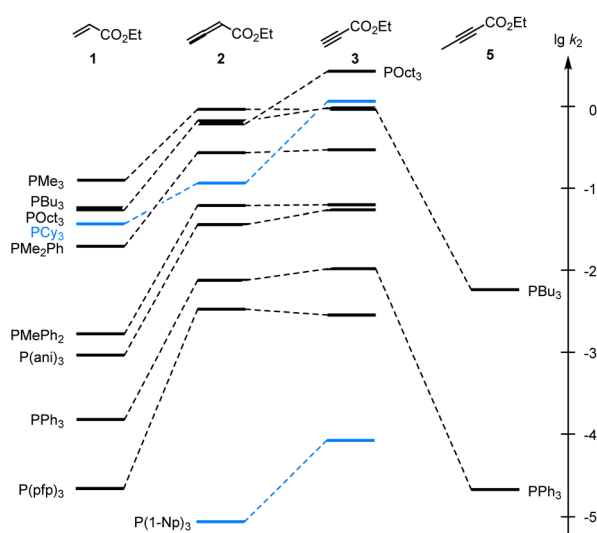 CO₂Et
CO₂Et
CO₂Et
CO₂Et
1
2
3
5
lg k₂
POct₃
0
PMe₃
-1
PBu₃
POct₃
PCy₃
PMe₂Ph
-2
PBu₃
PMePh₂
P(ani)₃
-3
PPh₃
-4
P(pfp)₃
PPh₃
P(1-Np)₃
-5